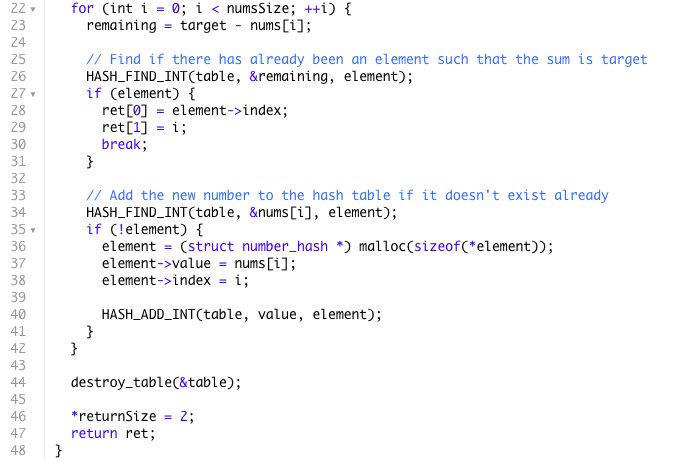 22 for (int i = 0; i < numsSize; ++i) {
23 remaining = target - nums[i];
24
25 // Find if there has already been an element such that the sum is target
26 HASH_FIND_INT(table, &remaining, element);
27 if (element) {
28 ret[0] = element->index;
29 ret[1] = i;
30 break;
31 }
32
33 // Add the new number to the hash table if it doesn't exist already
34 HASH_FIND_INT(table, &nums[i], element);
35 if (!element) {
36 element = (struct number_hash *) malloc(sizeof(*element));
37 element->value = nums[i];
38 element->index = i;
39
40 HASH_ADD_INT(table, value, element);
41 }
42 }
43
44 destroy_table(&table);
45
46 *returnSize = 2;
47 return ret;
48 }